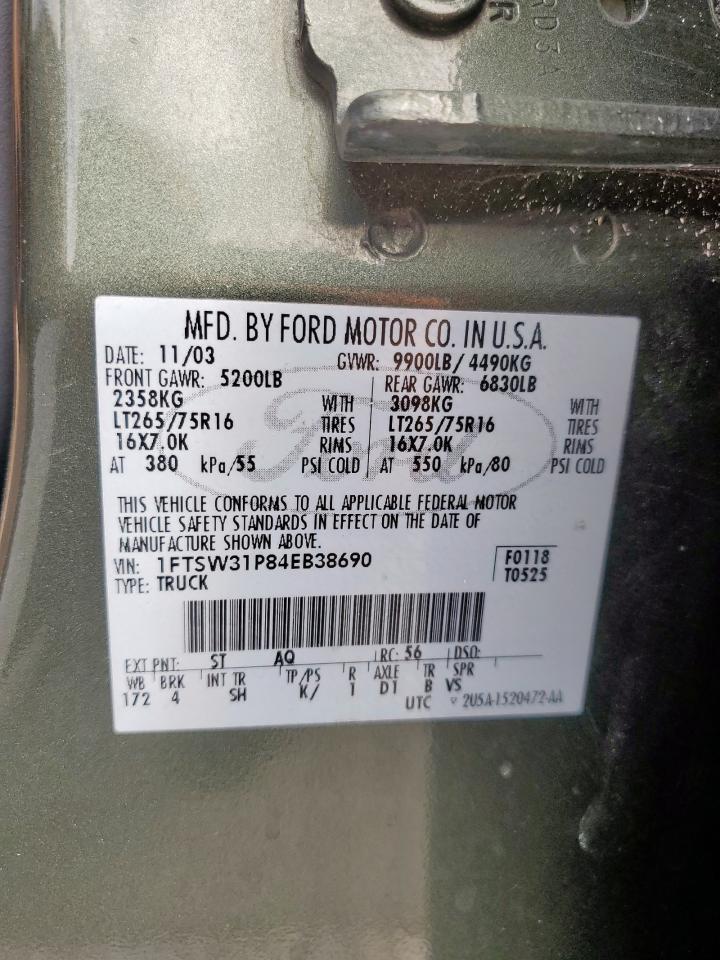 RD3A
R
MFD. BY FORD MOTOR CO. IN U.S.A.
DATE: 11/03 GVWR: 9900LB/ 4490KG
FRONT GAWR: 5200LB REAR GAWR: 6830LB
2358KG WITH 3098KG WITH
LT265/75R16 TIRES LT265/75R16 TIRES
16X7.0K RIMS 16X7.0K RIMS
AT 380 kPa/55 PSI COLD AT 550 kPa/80 PSI COLD
Ford
THIS VEHICLE CONFORMS TO ALL APPLICABLE FEDERAL MOTOR
VEHICLE SAFETY STANDARDS IN EFFECT ON THE DATE OF
MANUFACTURE SHOWN ABOVE.
VIN: 1FTSW31P84EB38690 F0118
TYPE: TRUCK T0525
EXT PNT: ST AQ RC: 56 DSO:
WB BRK INT TR TP/PS R AXLE TR SPR
172 4 SH K/ 1 D1 B VS
UTC 2U5A-1520472-AA